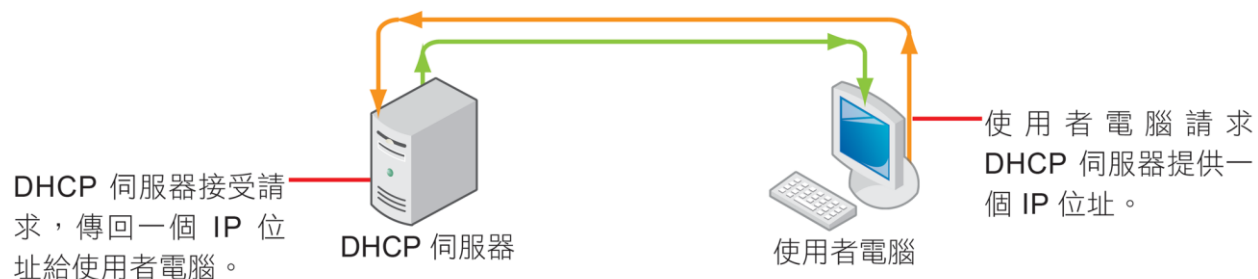 DHCP 伺服器接受請
求，傳回一個 IP 位
址給使用者電腦。
DHCP 伺服器
使用者電腦
使用者電腦請求
DHCP 伺服器提供一
個 IP 位址。